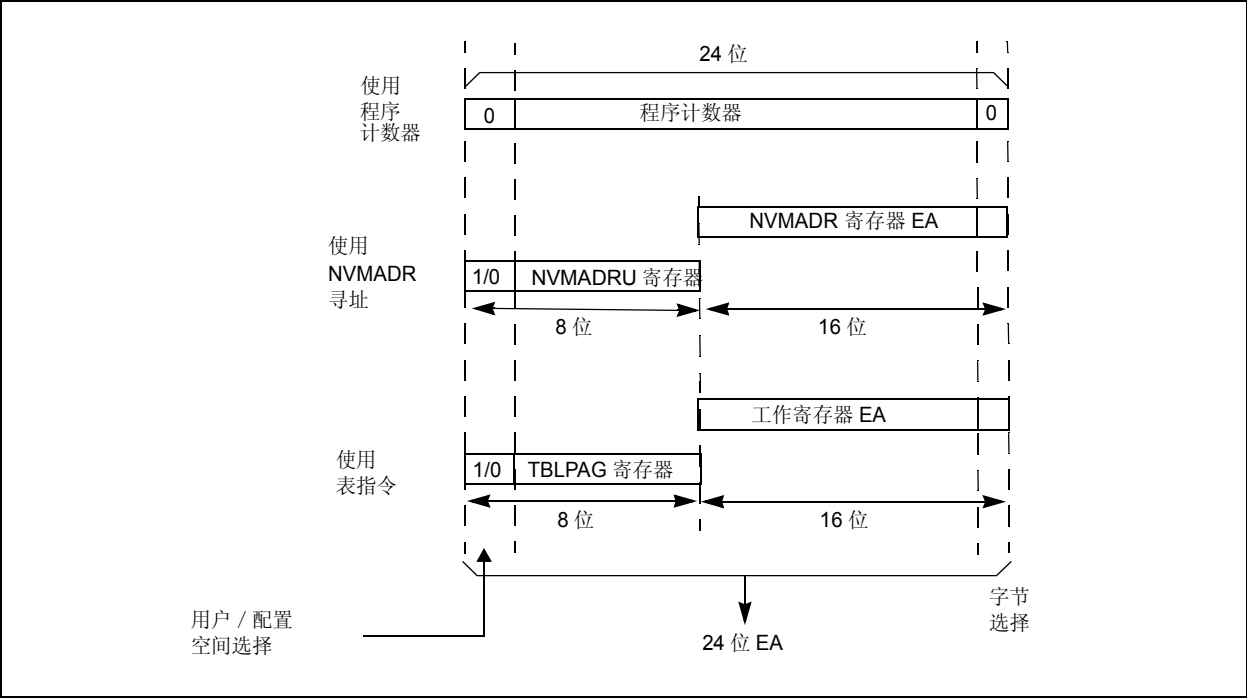 24 位
使用
程序
计数器
0
程序计数器
0
NVMADR 寄存器 EA
使用
NVMADR
寻址
1/0
NVMADRU 寄存器
8 位
16 位
工作寄存器 EA
使用
表指令
1/0
TBLPAG 寄存器
8 位
16 位
用户 / 配置
空间选择
24 位 EA
字节
选择